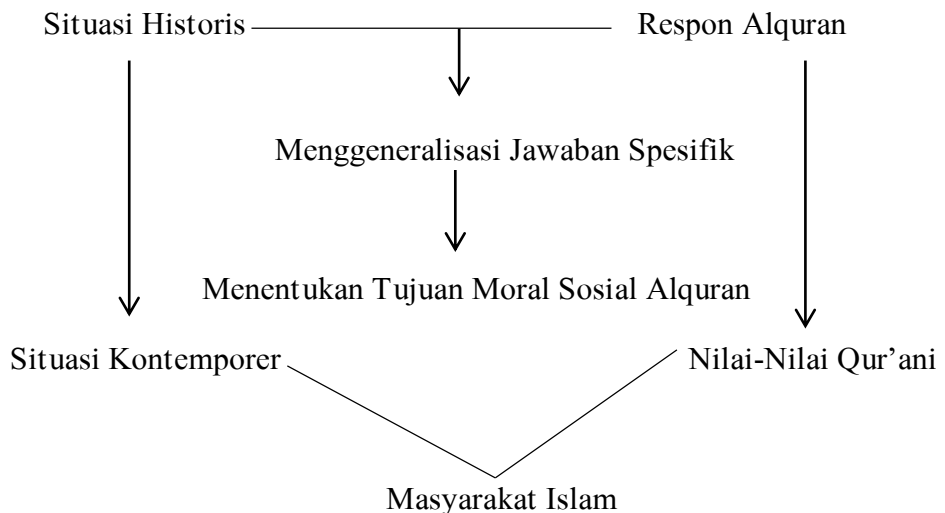 Situasi Historis
Respon Alquran
Menggeneralisasi Jawaban Spesifik
Menentukan Tujuan Moral Sosial Alquran
Situasi Kontemporer
Nilai-Nilai Qur’ani
Masyarakat Islam